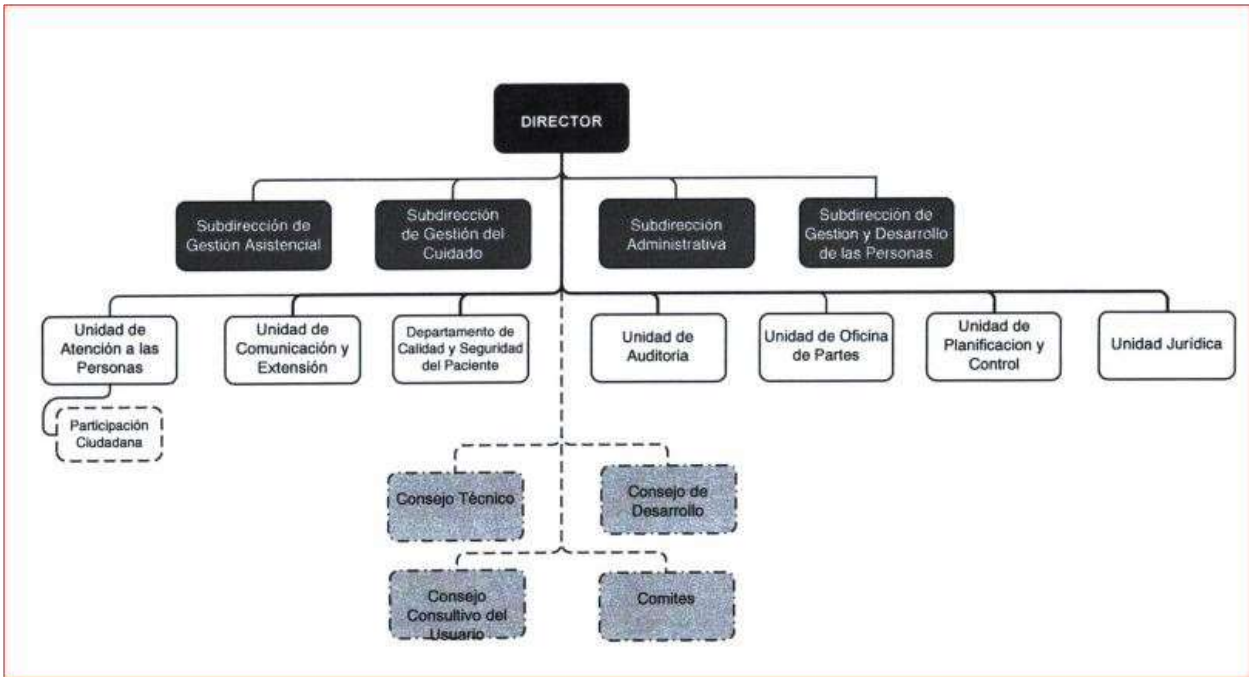 DIRECTOR
Subdirección de
Gestión Asistencial
Subdirección
de Gestión del
Cuidado
Subdirección
Administrativa
Subdirección de
Gestion y Desarrollo
de las Personas
Unidad de
Atención a las
Personas
Unidad de
Comunicación y
Extensión
Departamento de
Calidad y Seguridad
del Paciente
Unidad de
Auditoria
Unidad de Oficina
de Partes
Unidad de
Planificacion y
Control
Unidad Jurídica
Participación
Ciudadana
Consejo Técnico
Consejo de
Desarrollo
Consejo
Consultivo del
Usuario
Comites